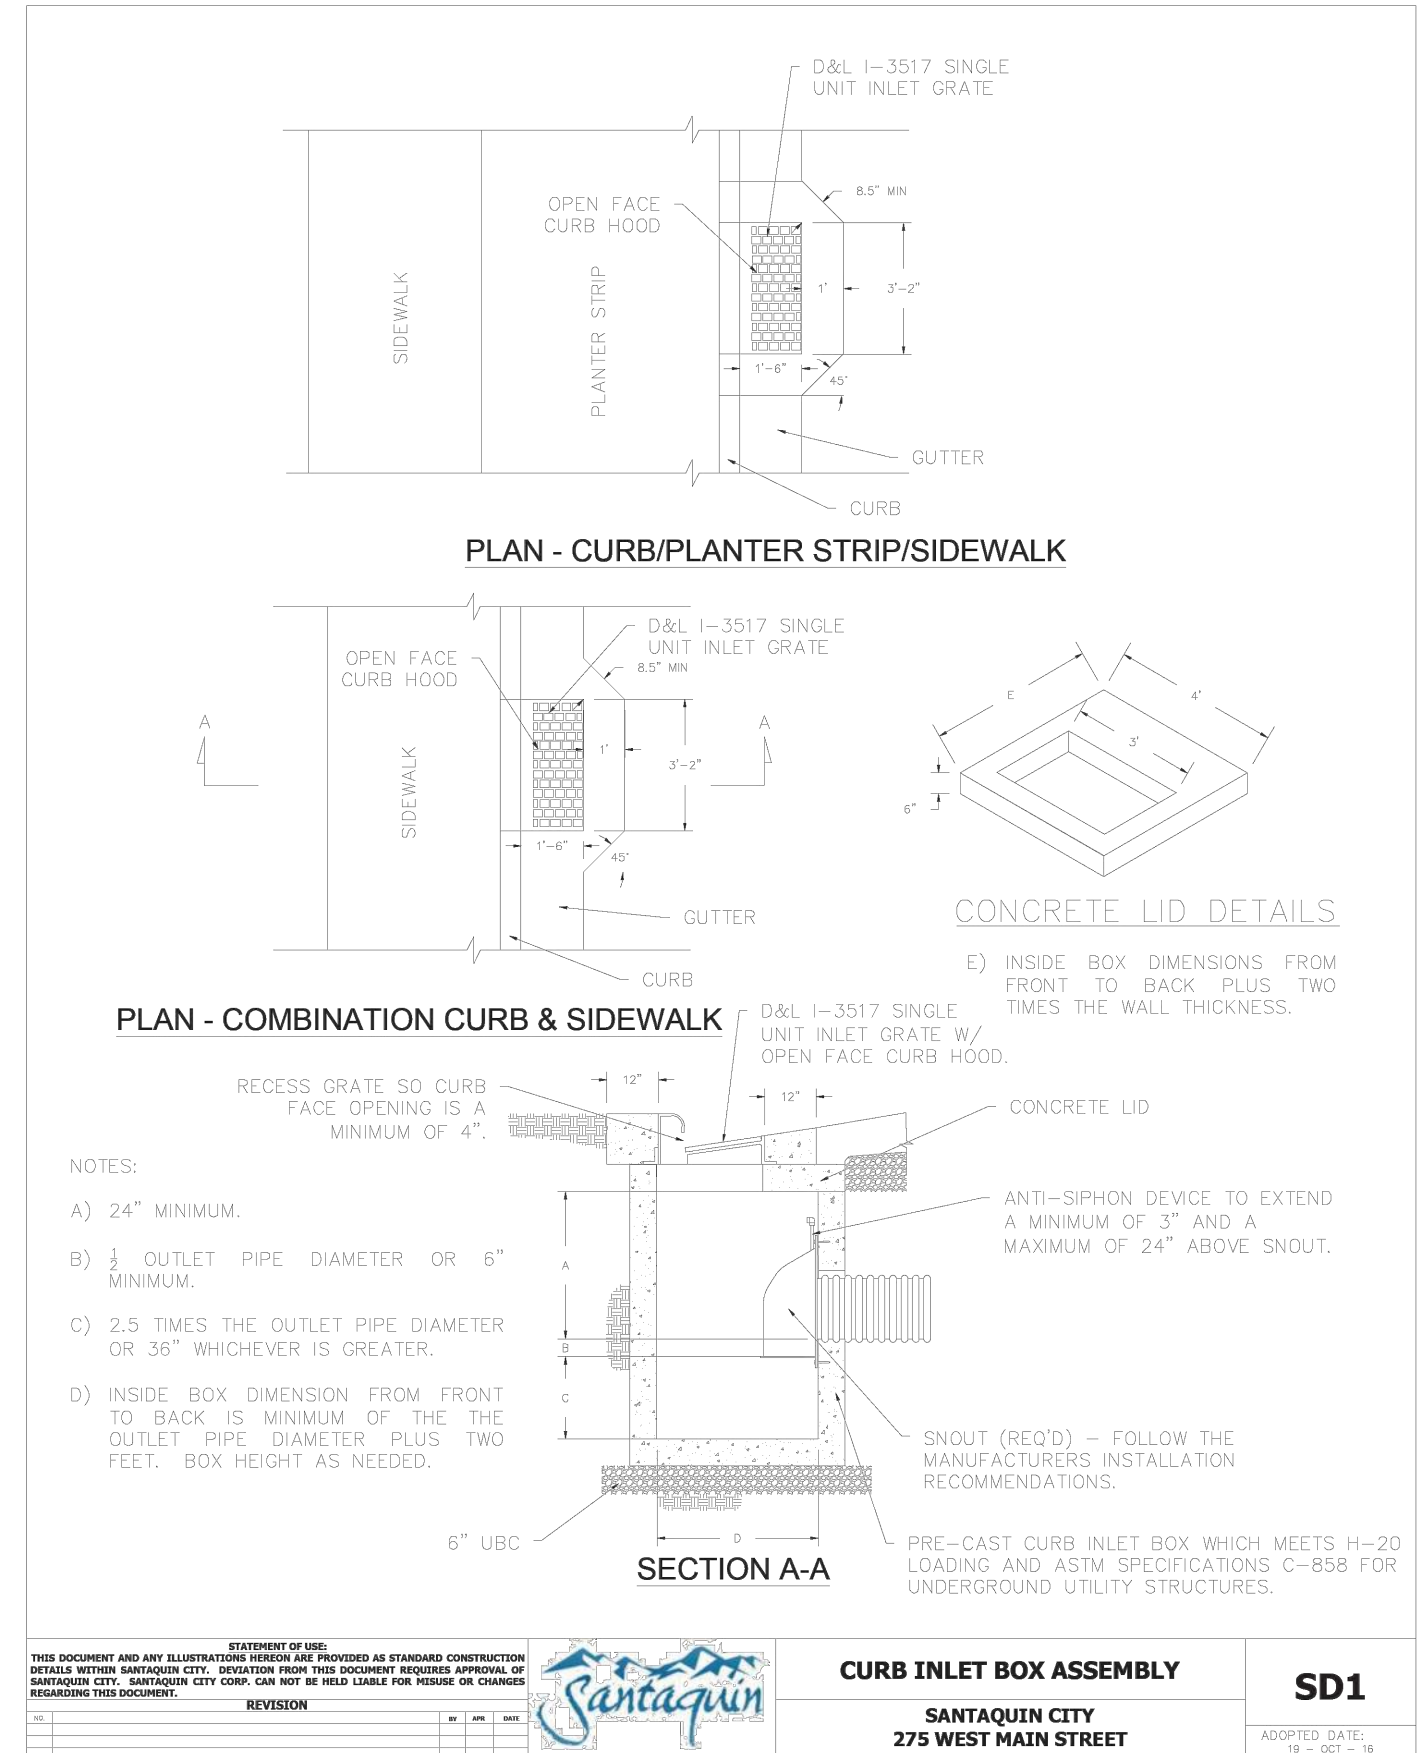 D&L I-3517 SINGLE
UNIT INLET GRATE
8.5" MIN
OPEN FACE
CURB HOOD
SIDEWALK
PLANTER STRIP
1'
3'-2"
1'-6"
45°
GUTTER
CURB
PLAN - CURB/PLANTER STRIP/SIDEWALK
D&L I-3517 SINGLE
UNIT INLET GRATE
8.5" MIN
OPEN FACE
CURB HOOD
A
A
SIDEWALK
1'
3'-2"
1'-6"
45°
GUTTER
CURB
PLAN - COMBINATION CURB & SIDEWALK
E
4'
3'
6"
CONCRETE LID DETAILS
E) INSIDE BOX DIMENSIONS FROM
FRONT TO BACK PLUS TWO
TIMES THE WALL THICKNESS.
D&L I-3517 SINGLE
UNIT INLET GRATE W/
OPEN FACE CURB HOOD.
RECESS GRATE SO CURB
FACE OPENING IS A
MINIMUM OF 4".
12"
12"
CONCRETE LID
NOTES:
A) 24" MINIMUM.
B) ½ OUTLET PIPE DIAMETER OR 6"
MINIMUM.
C) 2.5 TIMES THE OUTLET PIPE DIAMETER
OR 36" WHICHEVER IS GREATER.
D) INSIDE BOX DIMENSION FROM FRONT
TO BACK IS MINIMUM OF THE THE
OUTLET PIPE DIAMETER PLUS TWO
FEET. BOX HEIGHT AS NEEDED.
ANTI-SIPHON DEVICE TO EXTEND
A MINIMUM OF 3" AND A
MAXIMUM OF 24" ABOVE SNOUT.
A
B
C
SNOUT (REQ'D) - FOLLOW THE
MANUFACTURERS INSTALLATION
RECOMMENDATIONS.
6" UBC
D
PRE-CAST CURB INLET BOX WHICH MEETS H-20
LOADING AND ASTM SPECIFICATIONS C-858 FOR
UNDERGROUND UTILITY STRUCTURES.
SECTION A-A
STATEMENT OF USE:
THIS DOCUMENT AND ANY ILLUSTRATIONS HEREON ARE PROVIDED AS STANDARD CONSTRUCTION
DETAILS WITHIN SANTAQUIN CITY. DEVIATION FROM THIS DOCUMENT REQUIRES APPROVAL OF
SANTAQUIN CITY. SANTAQUIN CITY CORP. CAN NOT BE HELD LIABLE FOR MISUSE OR CHANGES
REGARDING THIS DOCUMENT.
REVISION
NO. BY APR DATE
Santaquin
CURB INLET BOX ASSEMBLY
SANTAQUIN CITY
275 WEST MAIN STREET
SD1
ADOPTED DATE:
19 - OCT - 16